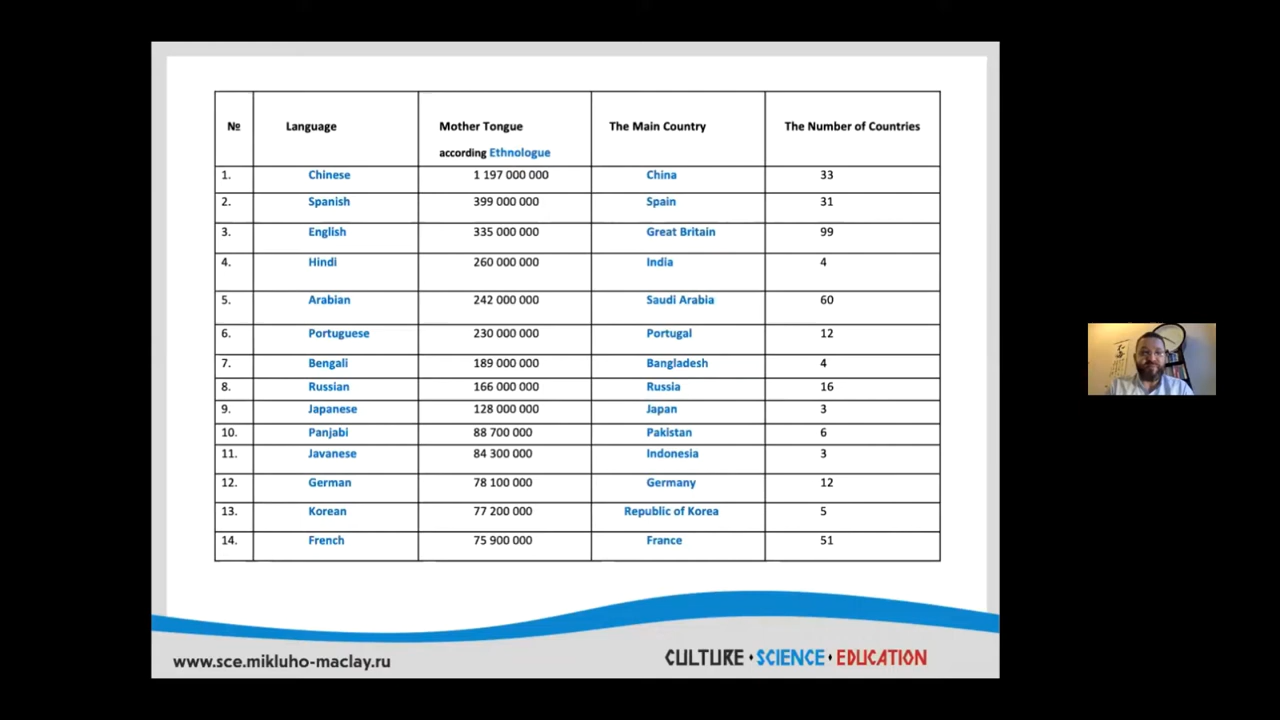 № Language Mother Tongue The Main Country The Number of Countries
according Ethnologue
1. Chinese 1 197 000 000 China 33
2. Spanish 399 000 000 Spain 31
3. English 335 000 000 Great Britain 99
4. Hindi 260 000 000 India 4
5. Arabian 242 000 000 Saudi Arabia 60
6. Portuguese 230 000 000 Portugal 12
7. Bengali 189 000 000 Bangladesh 4
8. Russian 166 000 000 Russia 16
9. Japanese 128 000 000 Japan 3
10. Panjabi 88 700 000 Pakistan 6
11. Javanese 84 300 000 Indonesia 3
12. German 78 100 000 Germany 12
13. Korean 77 200 000 Republic of Korea 5
14. French 75 900 000 France 51
www.sce.mikluho-maclay.ru CULTURE • SCIENCE • EDUCATION